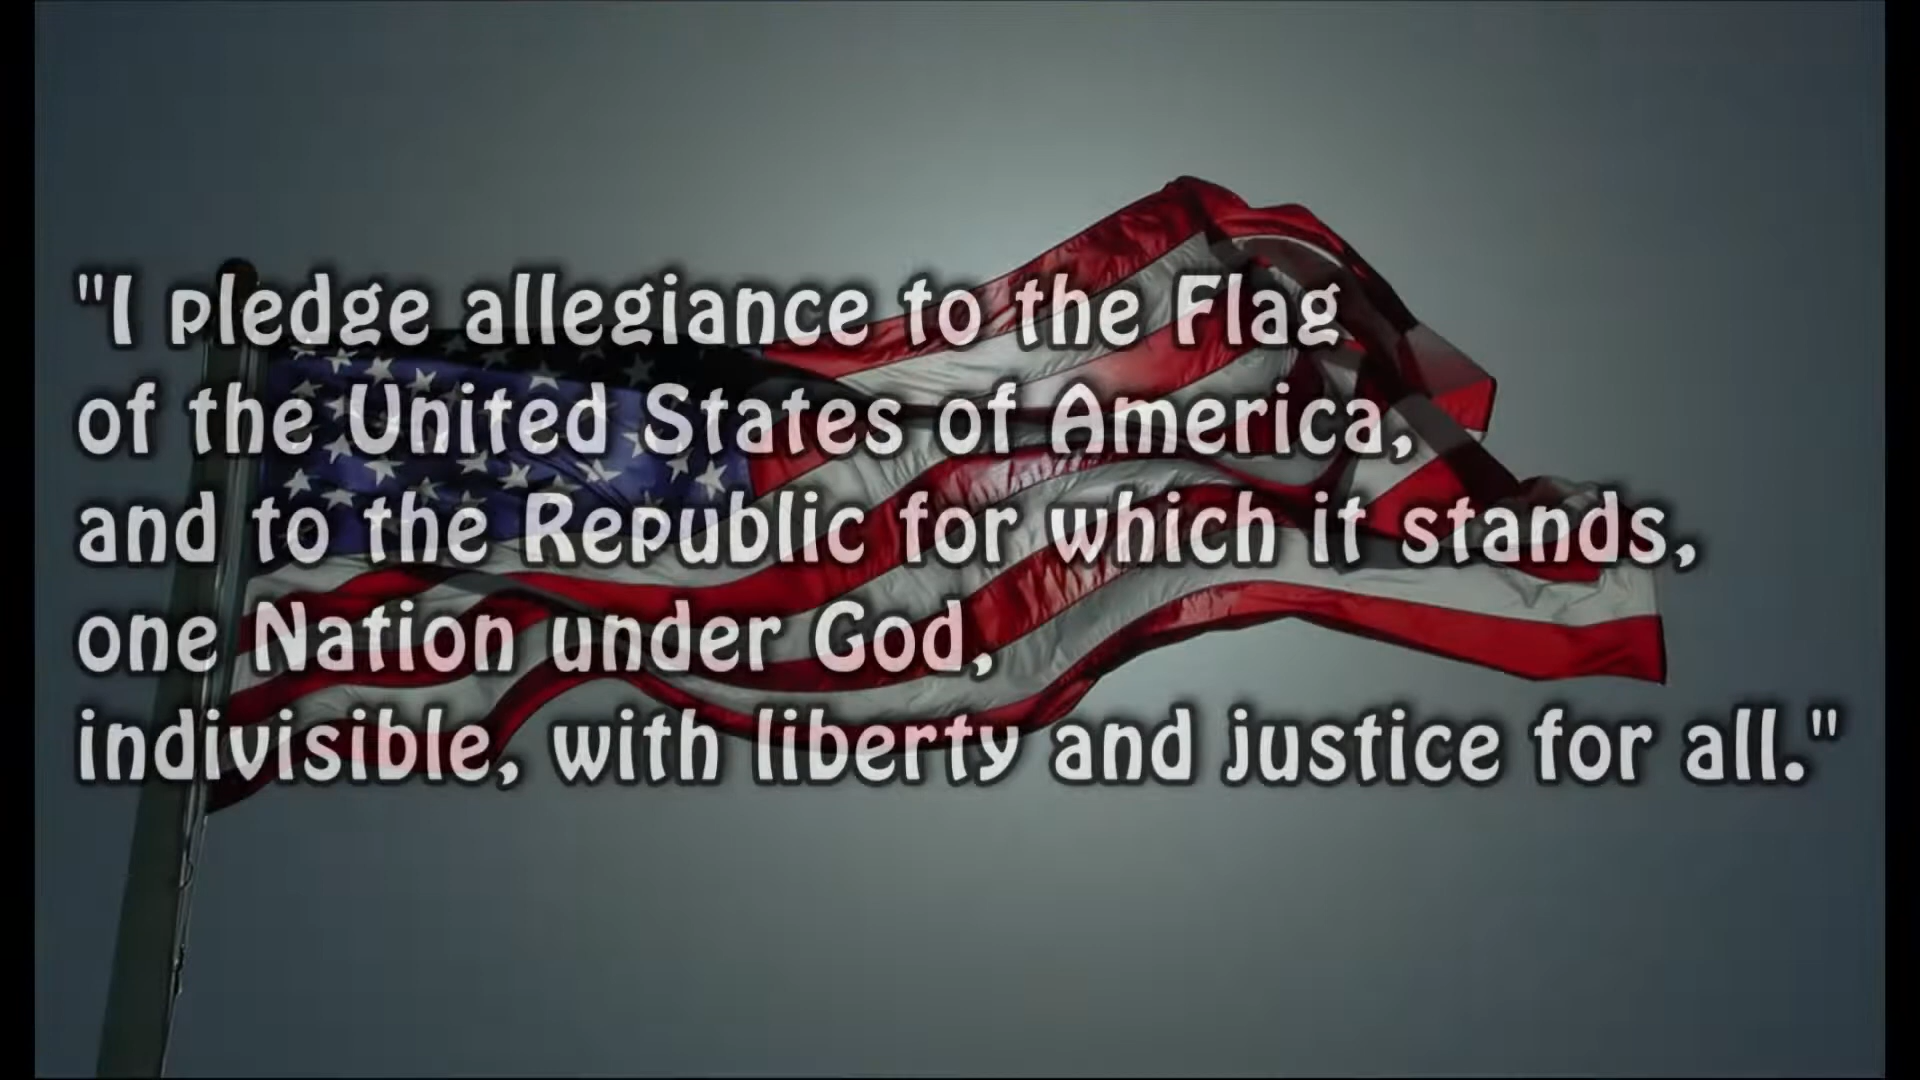 "I pledge allegiance to the Flag
of the United States of America,
and to the Republic for which it stands,
one Nation under God,
indivisible, with liberty and justice for all."